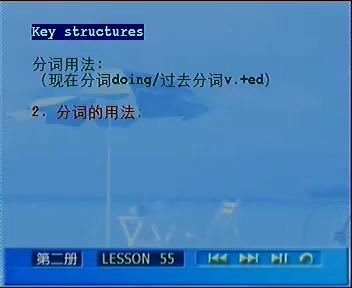 Key structures
分词用法:
(现在分词doing/过去分词v.+ed)
2. 分词的用法:
第二册 LESSON 55